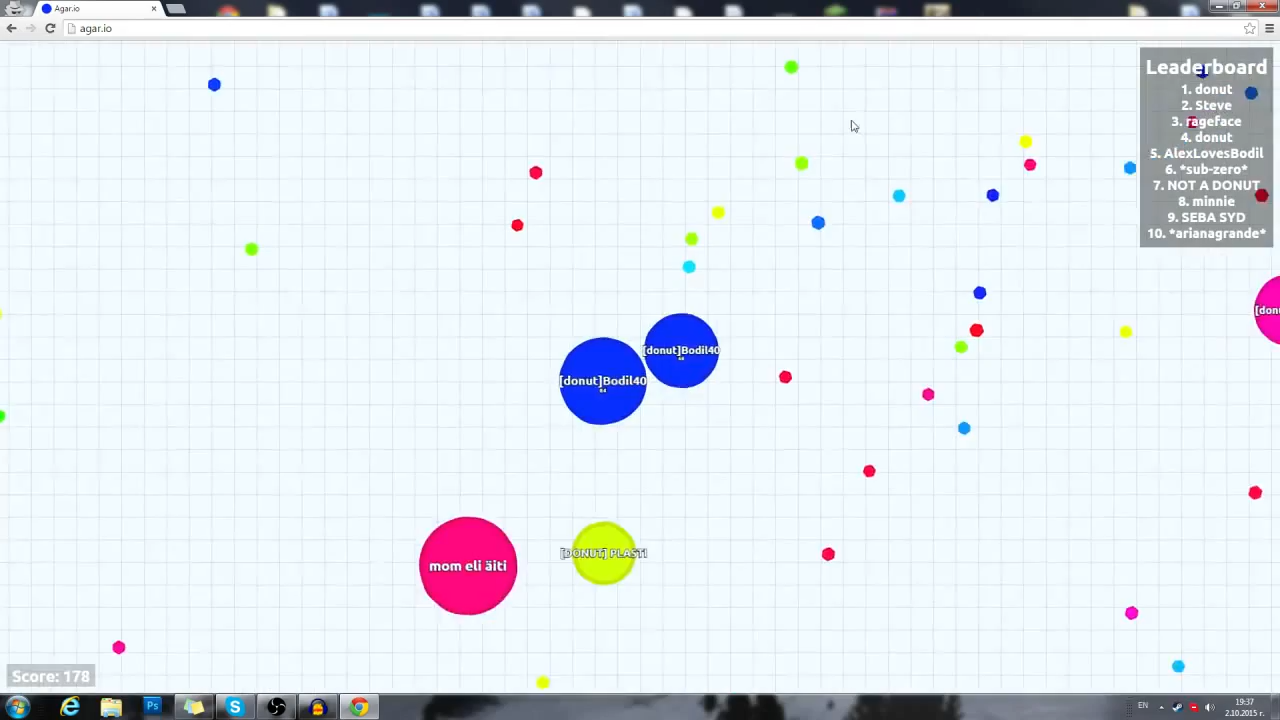 Agar.io
agar.io
Leaderboard
1. donut
2. Steve
3. rageface
4. donut
5. AlexLovesBodil
6. *sub-zero*
7. NOT A DONUT
8. minnie
9. SEBA SYD
10. *arianagrande*
[donu
[donut]Bodil40
[donut]Bodil40
[DONUT] PLASTI
mom eli äiti
Score: 178
EN
19:37
2.10.2015 г.